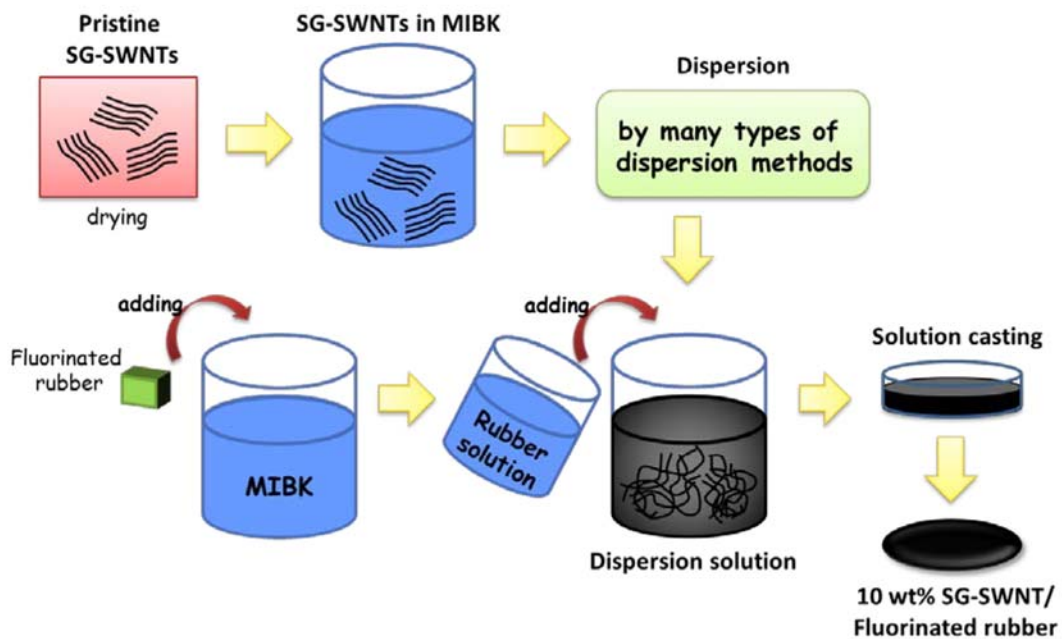 Pristine
SG-SWNTs
drying
SG-SWNTs in MIBK
Dispersion
by many types of
dispersion methods
adding
Fluorinated
rubber
MIBK
adding
Rubber
solution
Dispersion solution
Solution casting
10 wt% SG-SWNT/
Fluorinated rubber